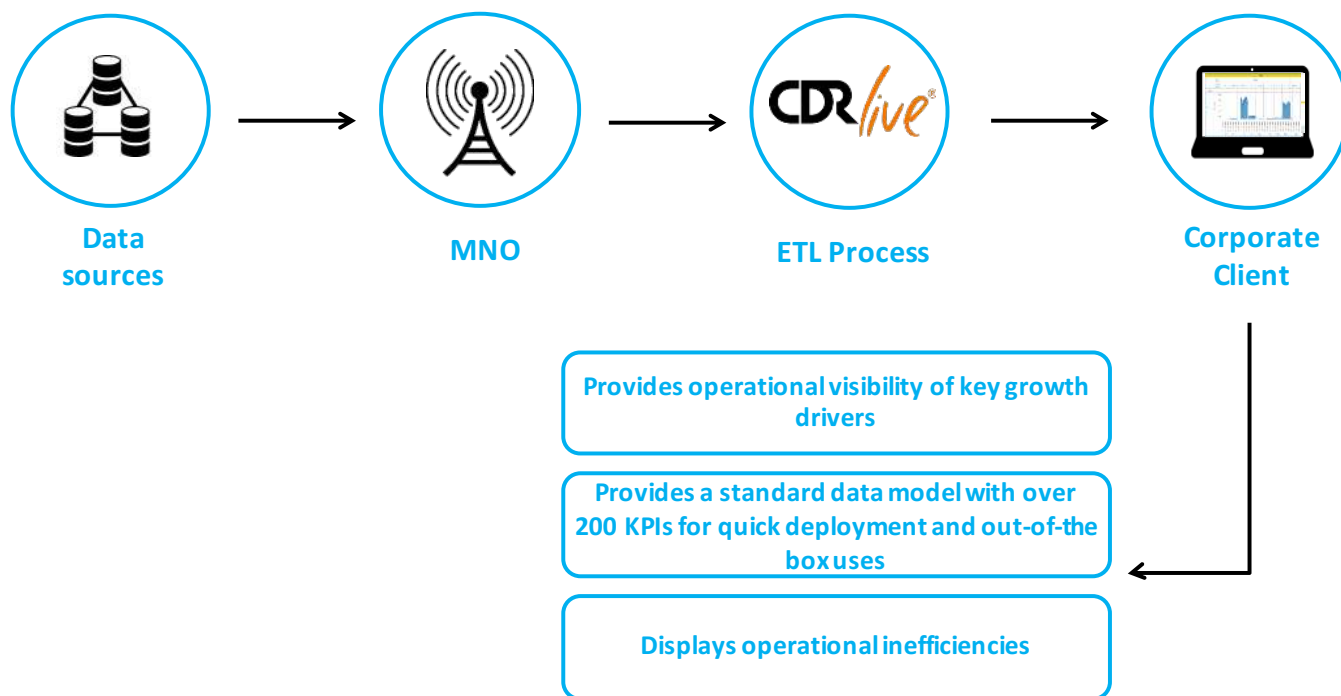 CDR live®
Data
sources
MNO
ETL Process
Corporate
Client
Provides operational visibility of key growth
drivers
Provides a standard data model with over
200 KPIs for quick deployment and out-of-the
box uses
Displays operational inefficiencies